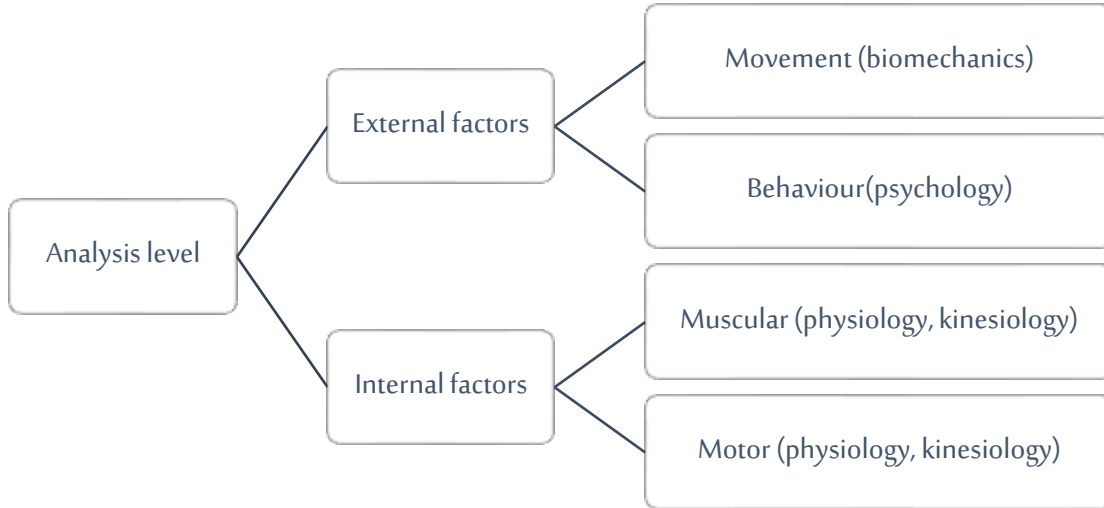 Analysis level
External factors
Movement (biomechanics)
Behaviour(psychology)
Internal factors
Muscular (physiology, kinesiology)
Motor (physiology, kinesiology)